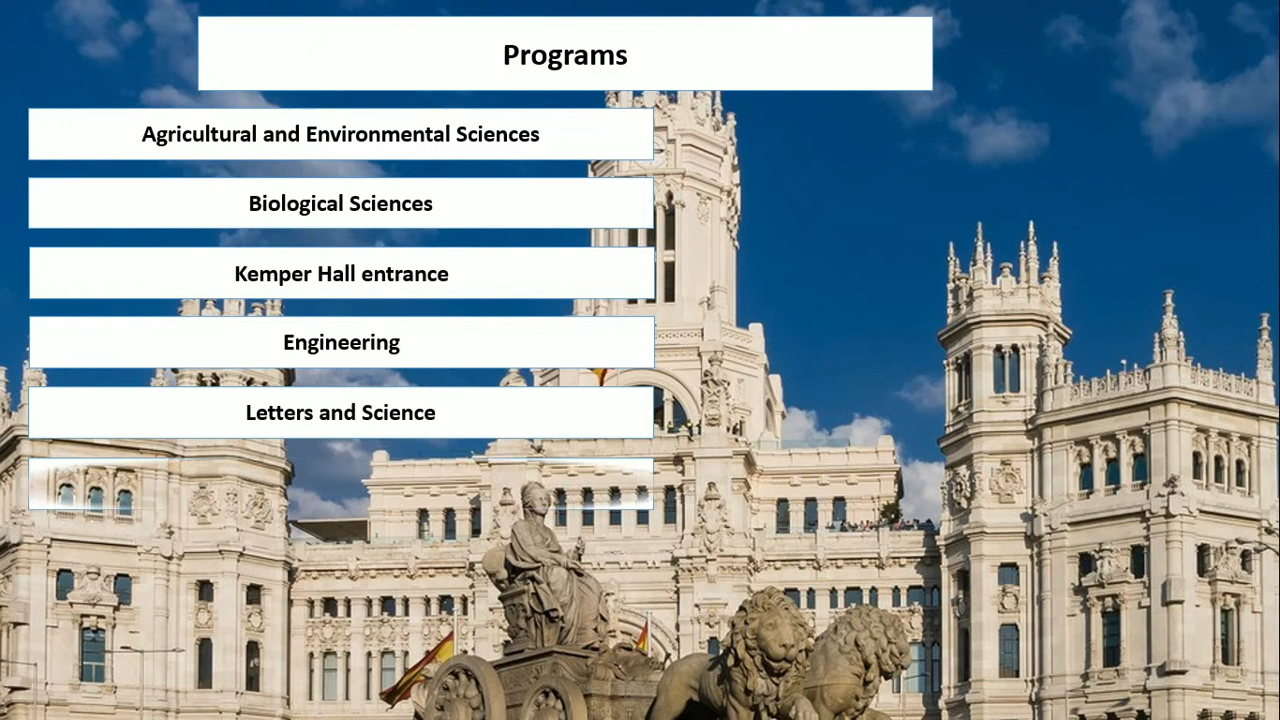 Programs
Agricultural and Environmental Sciences
Biological Sciences
Kemper Hall entrance
Engineering
Letters and Science